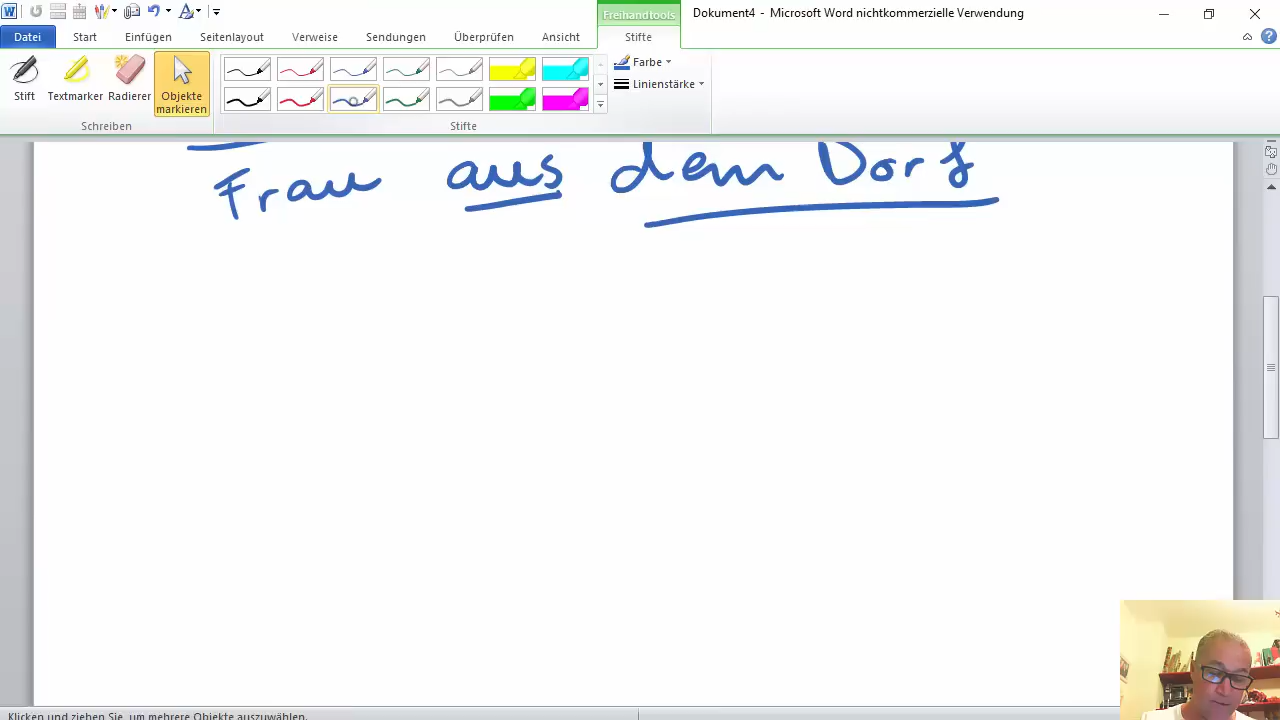 Freihandtools
Dokument4 - Microsoft Word nichtkommerzielle Verwendung
Datei Start Einfügen Seitenlayout Verweise Sendungen Überprüfen Ansicht Stifte
Stift Textmarker Radierer Objekte markieren
Farbe
Linienstärke
Schreiben Stifte
Frau aus dem Dorf
Klicken und ziehen Sie, um mehrere Objekte auszuwählen.